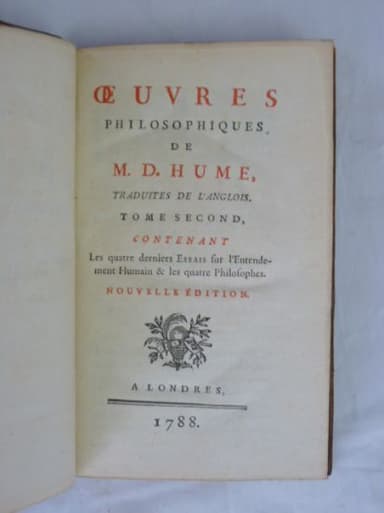 ŒUVRES
PHILOSOPHIQUES
DE
M. D. HUME,
TRADUITES DE L'ANGLOIS.
TOME SECOND,
CONTENANT
Les quatre derniers ESSAIS sur l'Entende-
ment Humain & les quatre Philosophes.
NOUVELLE ÉDITION.
A LONDRES,
1788.